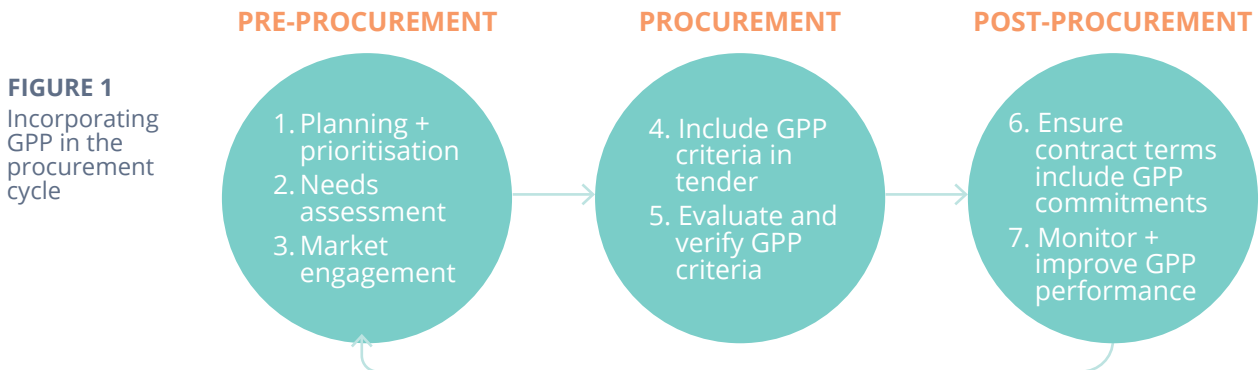 PRE-PROCUREMENT
PROCUREMENT
POST-PROCUREMENT
FIGURE 1
Incorporating
GPP in the
procurement
cycle
1. Planning +
prioritisation
2. Needs
assessment
3. Market
engagement
4. Include GPP
criteria in
tender
5. Evaluate and
verify GPP
criteria
6. Ensure
contract terms
include GPP
commitments
7. Monitor +
improve GPP
performance